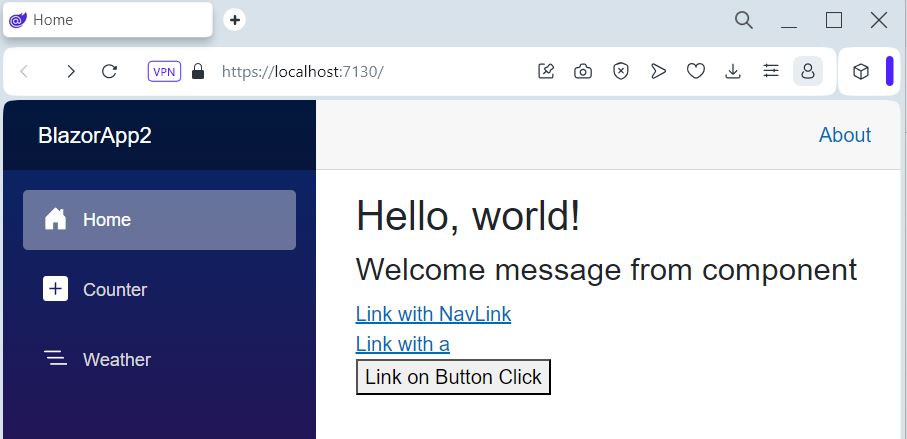 Home
VPN
https://localhost:7130/
BlazorApp2
About
Home
Counter
Weather
Hello, world!
Welcome message from component
Link with NavLink
Link with a
Link on Button Click